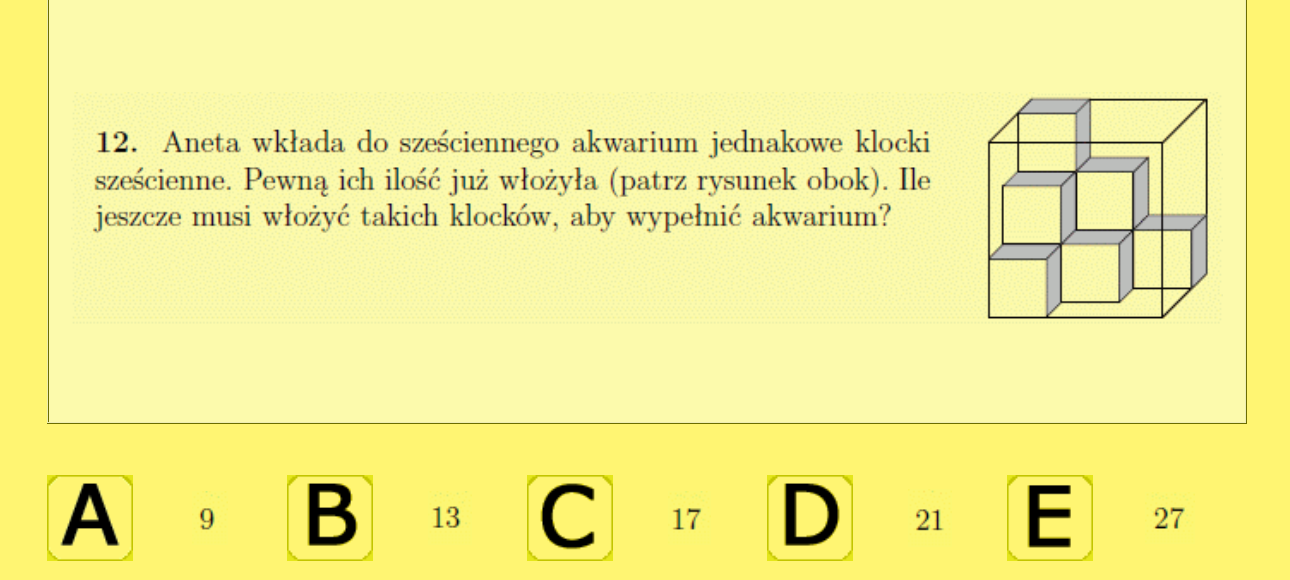 12. Aneta wkłada do sześciennego akwarium jednakowe klocki
sześcienne. Pewną ich ilość już włożyła (patrz rysunek obok). Ile
jeszcze musi włożyć takich klocków, aby wypełnić akwarium?
A 9 B 13 C 17 D 21 E 27